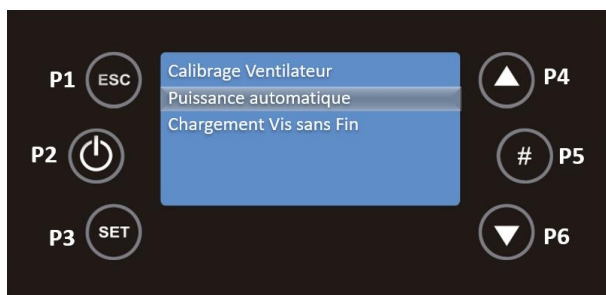 P1 ESC
Calibrage Ventilateur
Puissance automatique
Chargement Vis sans Fin
P4
P2
# P5
P3 SET
P6